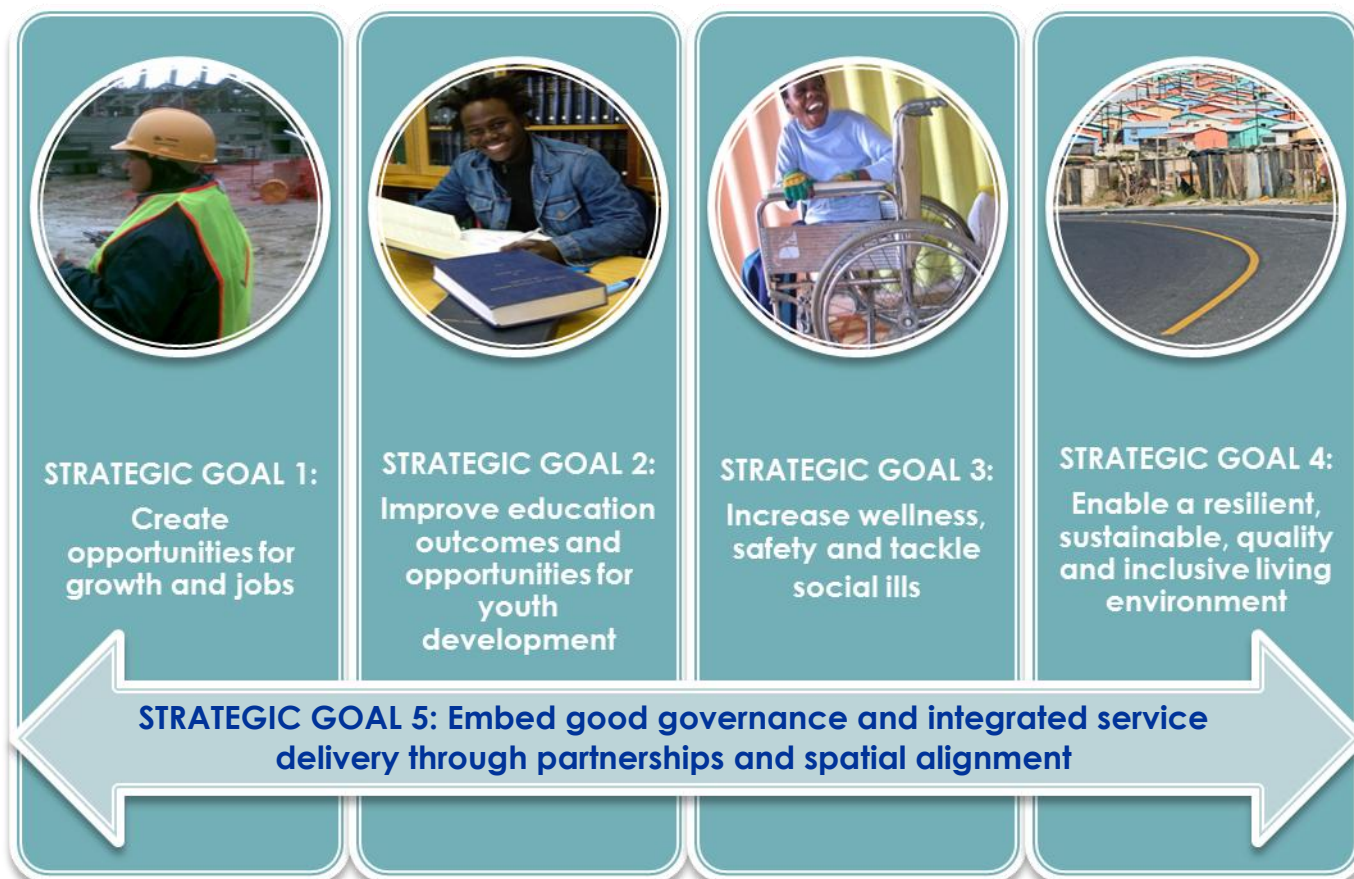 STRATEGIC GOAL 1:
Create
opportunities for
growth and jobs
STRATEGIC GOAL 2:
Improve education
outcomes and
opportunities for
youth
development
STRATEGIC GOAL 3:
Increase wellness,
safety and tackle
social ills
STRATEGIC GOAL 4:
Enable a resilient,
sustainable, quality
and inclusive living
environment
STRATEGIC GOAL 5: Embed good governance and integrated service
delivery through partnerships and spatial alignment